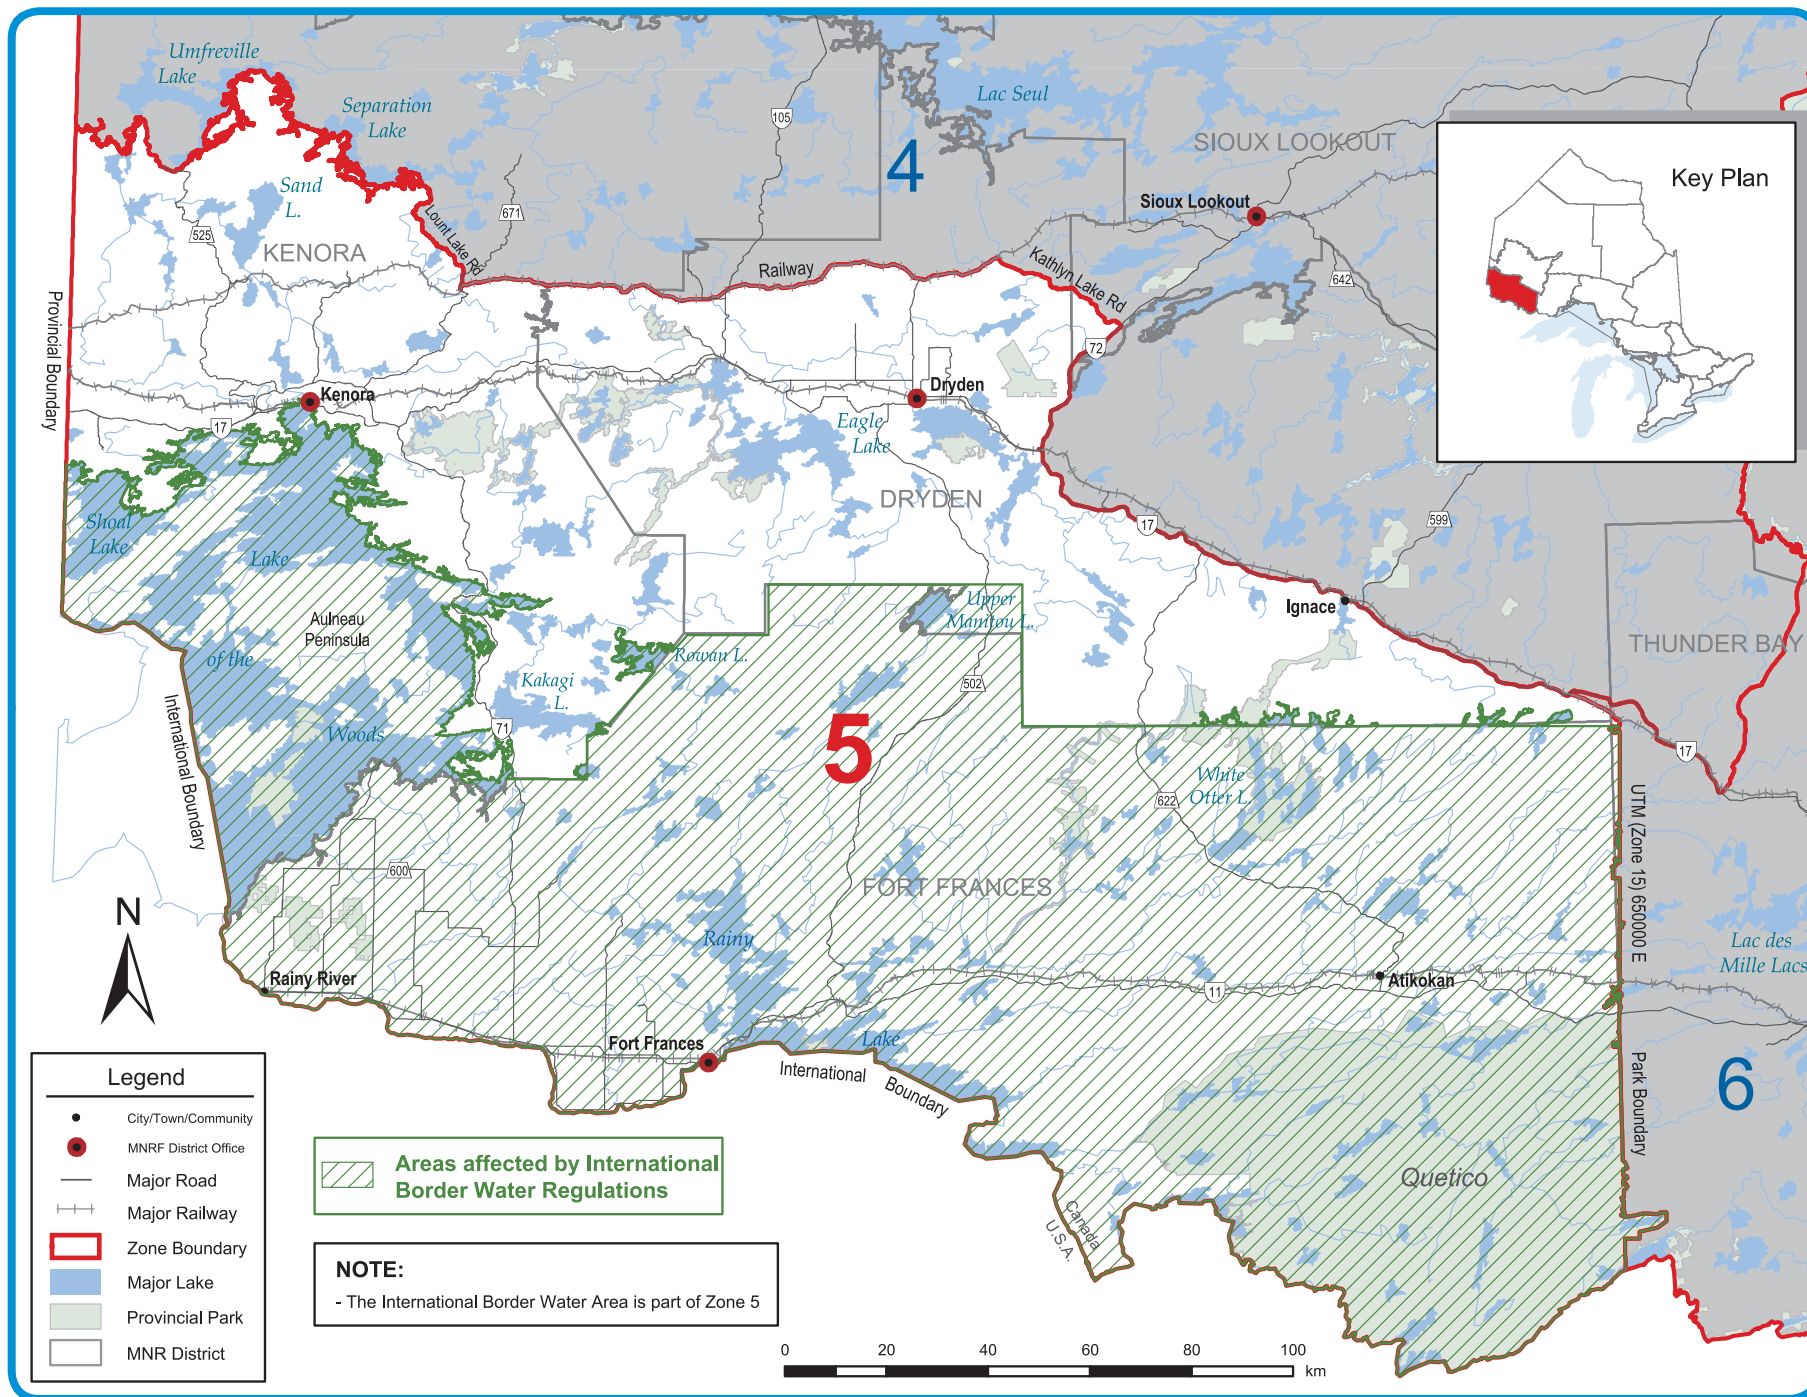 Umfreville
Lake
Separation
Lake
Lac Seul
105
4
SIOUX LOOKOUT
Key Plan
Sand
L.
671
Sioux Lookout
525
KENORA
Lount Lake Rd
Railway
Kathlyn Lake Rd
642
Provincial Boundary
72
Kenora
Dryden
17
Eagle
Lake
DRYDEN
Shoal
Lake
Lake
17
599
Aulneau
Peninsula
Upper
Manitou L.
Ignace
THUNDER BAY
of the
Rowan L.
Kakagi
L.
502
International Boundary
Woods
71
5
17
White
Otter L.
622
UTM (Zone 15) 650000 E
600
FORT FRANCES
Rainy
Lac des
Mille Lacs
N
Rainy River
Atikokan
11
Fort Frances
Lake
International Boundary
Park Boundary
6
Quetico
Canada
U.S.A.
Legend
City/Town/Community
MNRF District Office
Major Road
Major Railway
Zone Boundary
Major Lake
Provincial Park
MNR District
Areas affected by International
Border Water Regulations
NOTE:
- The International Border Water Area is part of Zone 5
0 20 40 60 80 100
km